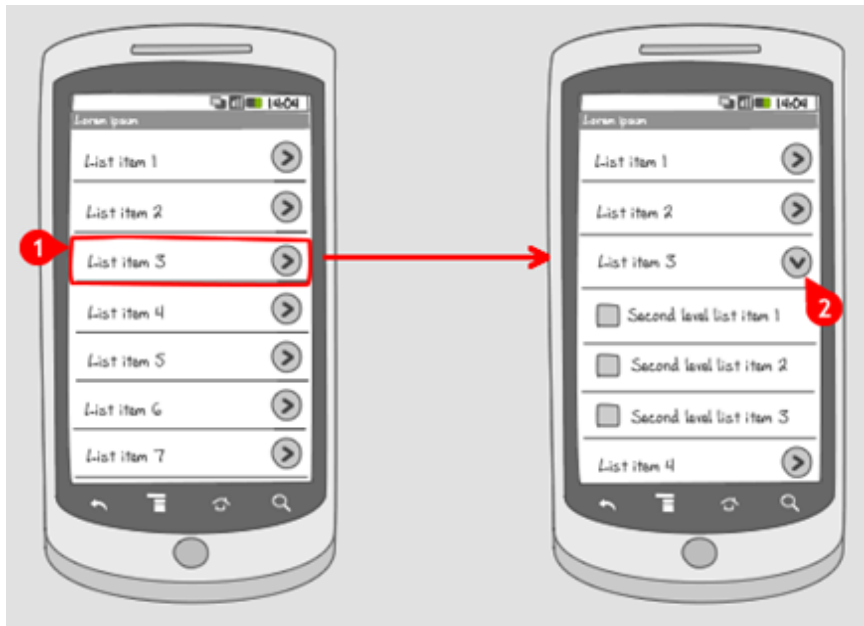 14:04
Lorem Ipsum
List item 1
List item 2
1
List item 3
List item 4
List item 5
List item 6
List item 7
14:04
Lorem Ipsum
List item 1
List item 2
List item 3
2
Second level list item 1
Second level list item 2
Second level list item 3
List item 4